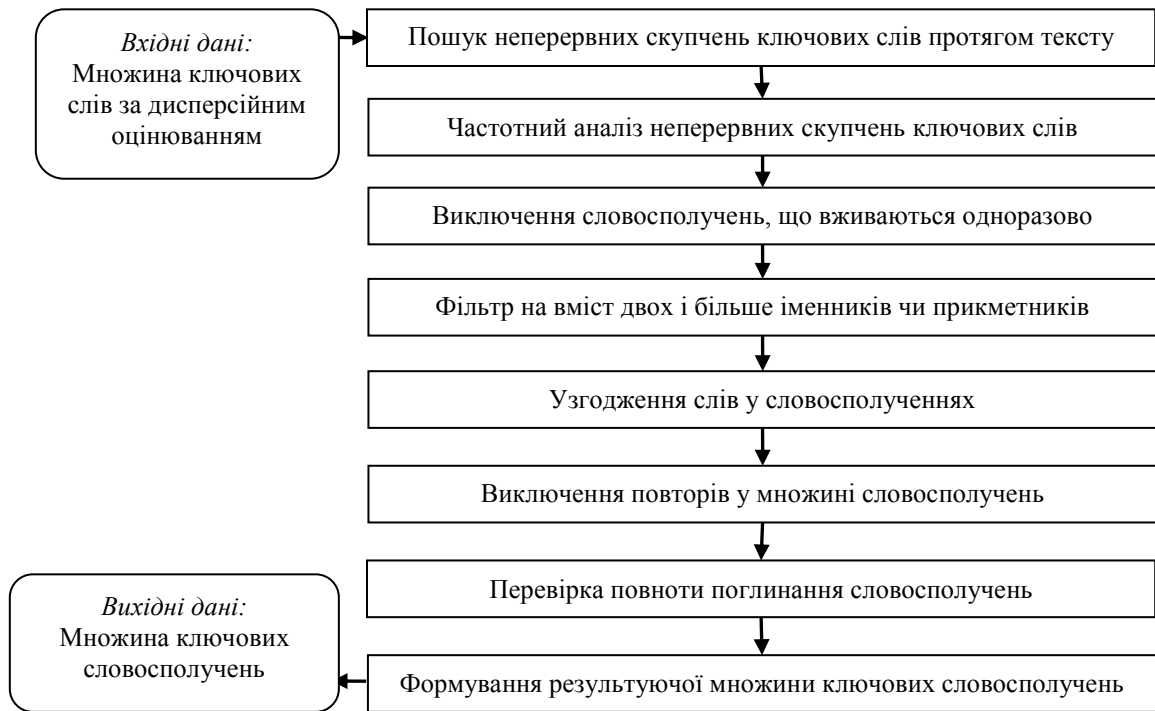 Вхідні дані:
Множина ключових
слів за дисперсійним
оцінюванням
Пошук неперервних скупчень ключових слів протягом тексту
Частотний аналіз неперервних скупчень ключових слів
Виключення словосполучень, що вживаються одноразово
Фільтр на вміст двох і більше іменників чи прикметників
Узгодження слів у словосполученнях
Виключення повторів у множині словосполучень
Перевірка повноти поглинання словосполучень
Формування результуючої множини ключових словосполучень
Вихідні дані:
Множина ключових
словосполучень